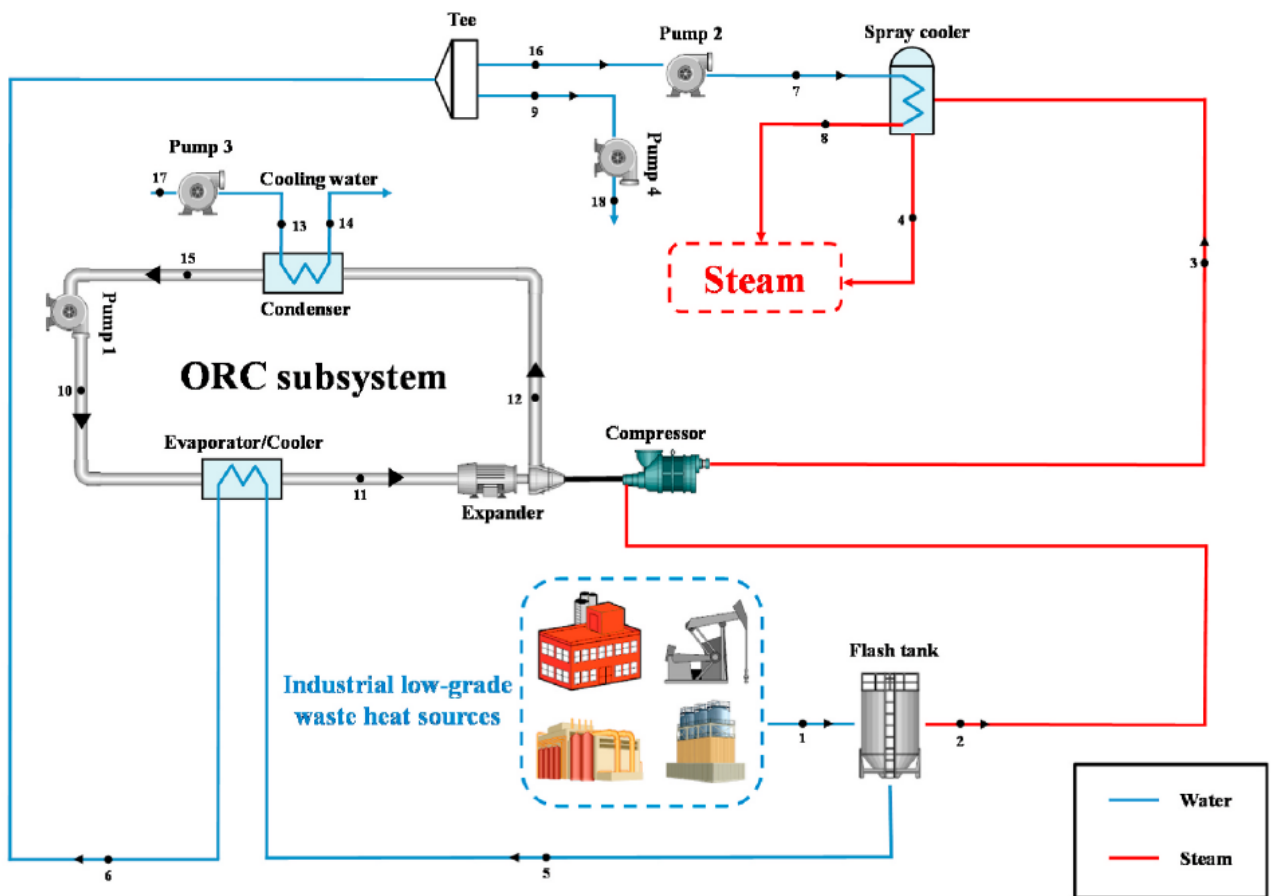 Tee
16
Pump 2
Spray cooler
7
9
8
Pump 4
18
Pump 3
17
Cooling water
13
14
4
Steam
3
15
Condenser
Pump 1
10
ORC subsystem
12
Evaporator/Cooler
11
Expander
Compressor
Industrial low-grade
waste heat sources
Flash tank
1
2
5
6
Water
Steam